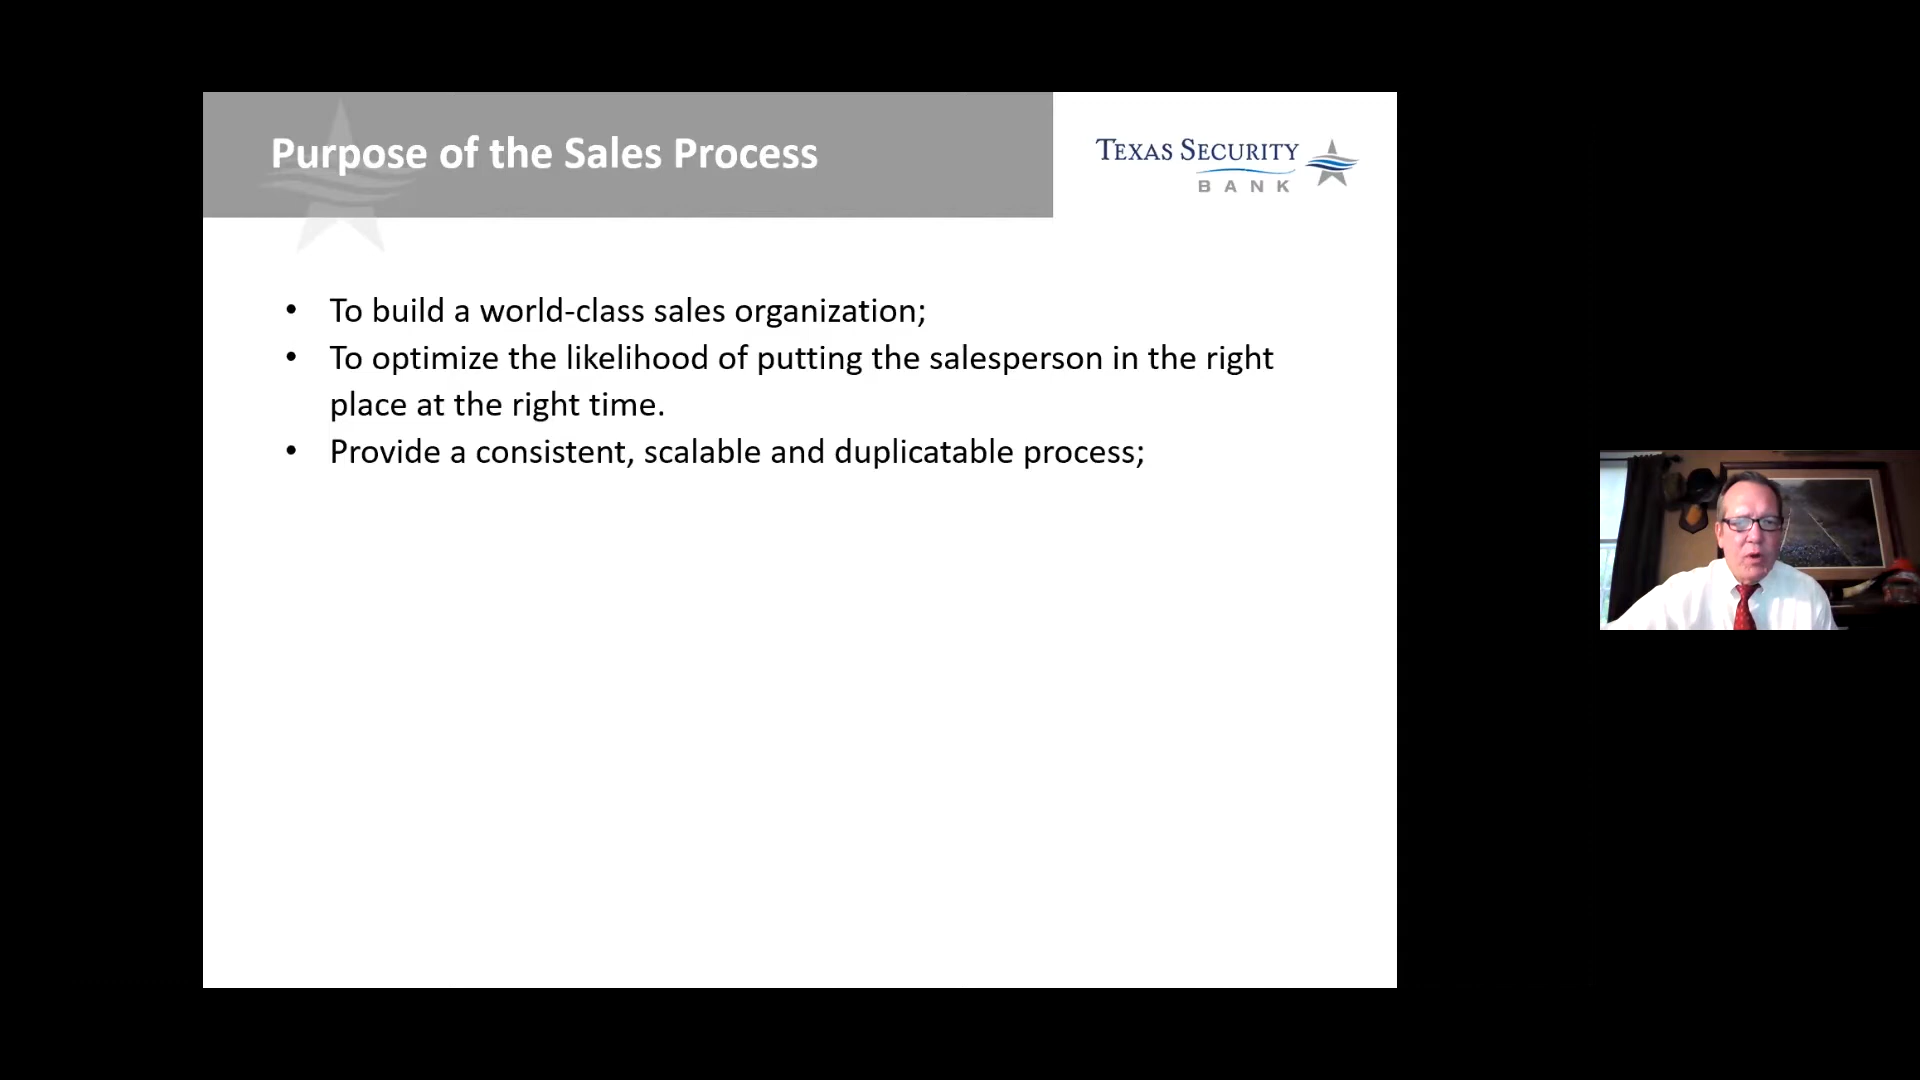 Purpose of the Sales Process
TEXAS SECURITY
BANK
• To build a world-class sales organization;
• To optimize the likelihood of putting the salesperson in the right
place at the right time.
• Provide a consistent, scalable and duplicatable process;